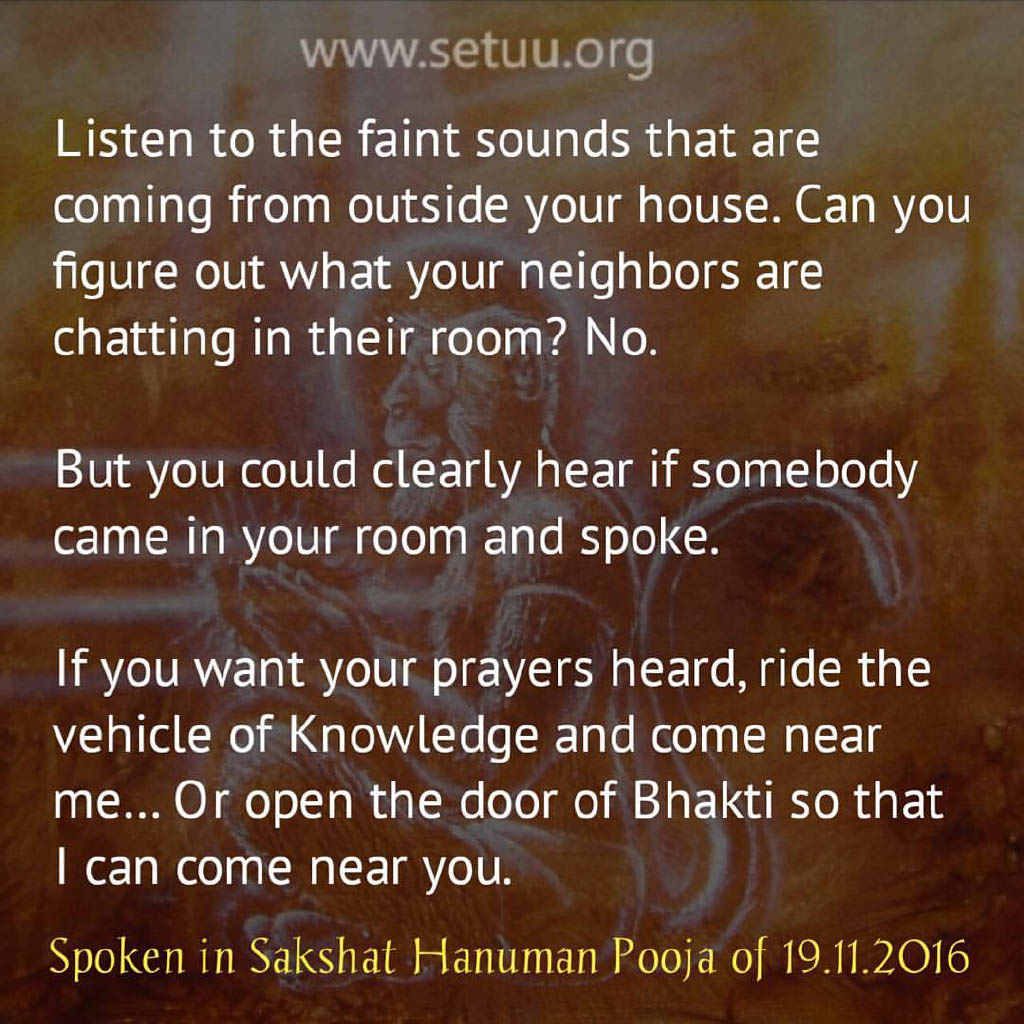 www.setuu.org
Listen to the faint sounds that are
coming from outside your house. Can you
figure out what your neighbors are
chatting in their room? No.
But you could clearly hear if somebody
came in your room and spoke.
If you want your prayers heard, ride the
vehicle of Knowledge and come near
me... Or open the door of Bhakti so that
I can come near you.
Spoken in Sakshat Hanuman Pooja of 19.11.2016